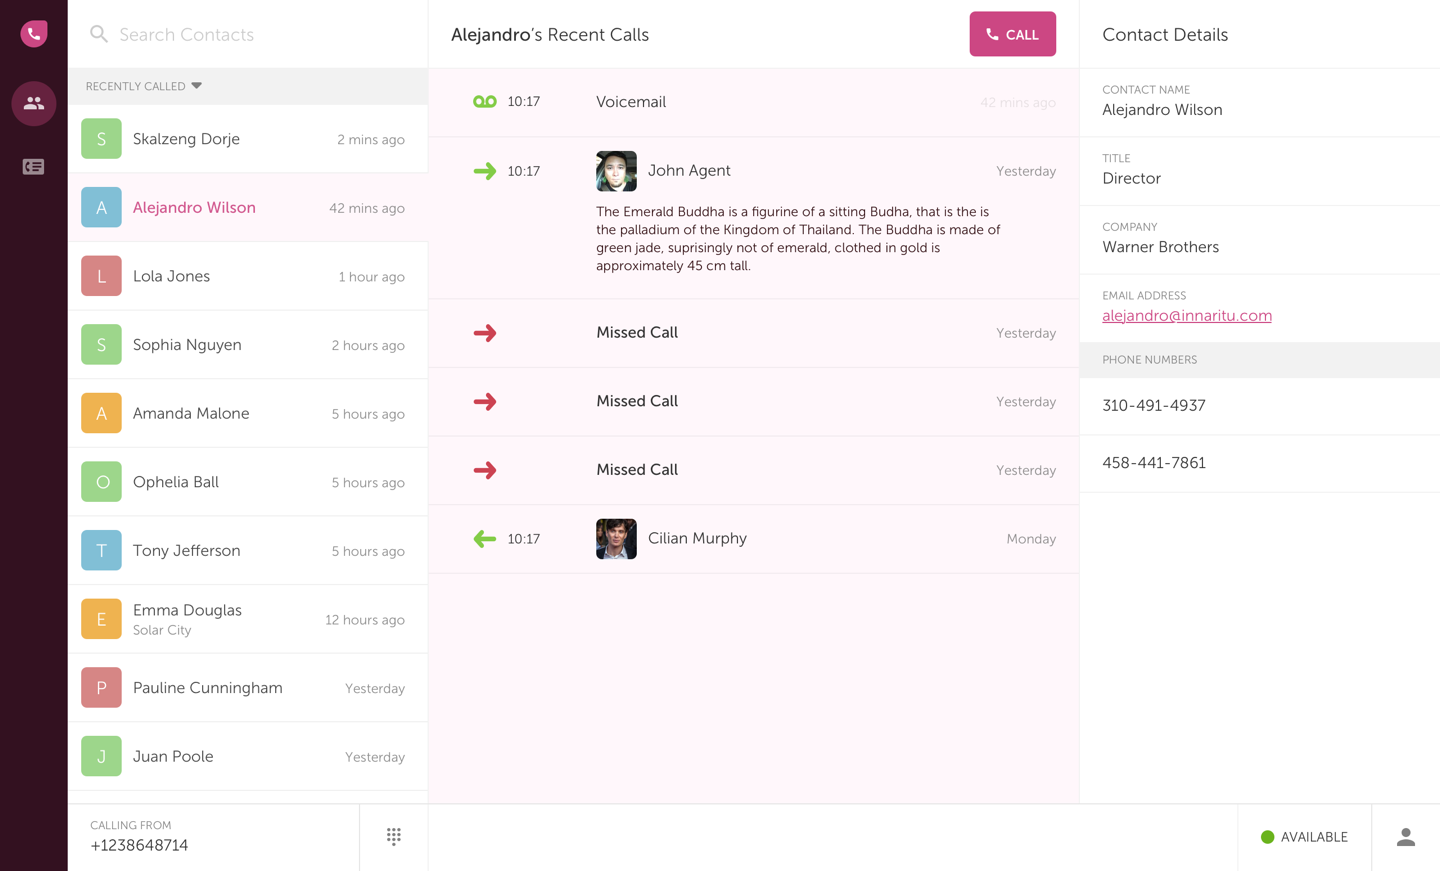 Search Contacts
RECENTLY CALLED
S
Skalzeng Dorje
2 mins ago
A
Alejandro Wilson
42 mins ago
L
Lola Jones
1 hour ago
S
Sophia Nguyen
2 hours ago
A
Amanda Malone
5 hours ago
O
Ophelia Ball
5 hours ago
T
Tony Jefferson
5 hours ago
E
Emma Douglas
Solar City
12 hours ago
P
Pauline Cunningham
Yesterday
J
Juan Poole
Yesterday
CALLING FROM
+1238648714
Alejandro's Recent Calls
CALL
10:17
Voicemail
42 mins ago
10:17
John Agent
Yesterday
The Emerald Buddha is a figurine of a sitting Budha, that is the is
the palladium of the Kingdom of Thailand. The Buddha is made of
green jade, suprisingly not of emerald, clothed in gold is
approximately 45 cm tall.
Missed Call
Yesterday
Missed Call
Yesterday
Missed Call
Yesterday
10:17
Cilian Murphy
Monday
Contact Details
CONTACT NAME
Alejandro Wilson
TITLE
Director
COMPANY
Warner Brothers
EMAIL ADDRESS
alejandro@innaritu.com
PHONE NUMBERS
310-491-4937
458-441-7861
AVAILABLE